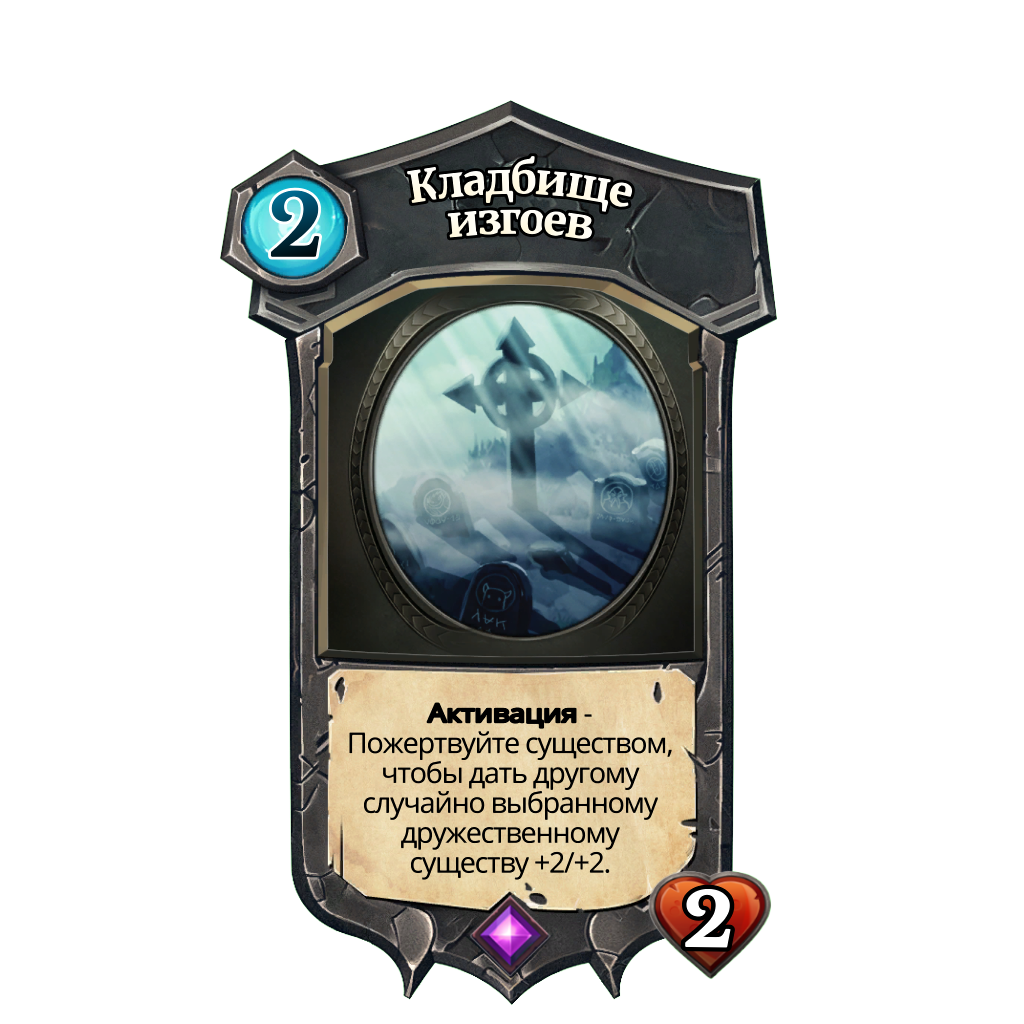 2
Кладбище
изгоев
Активация -
Пожертвуйте существом,
чтобы дать другому
случайно выбранному
дружественному
существу +2/+2.
2